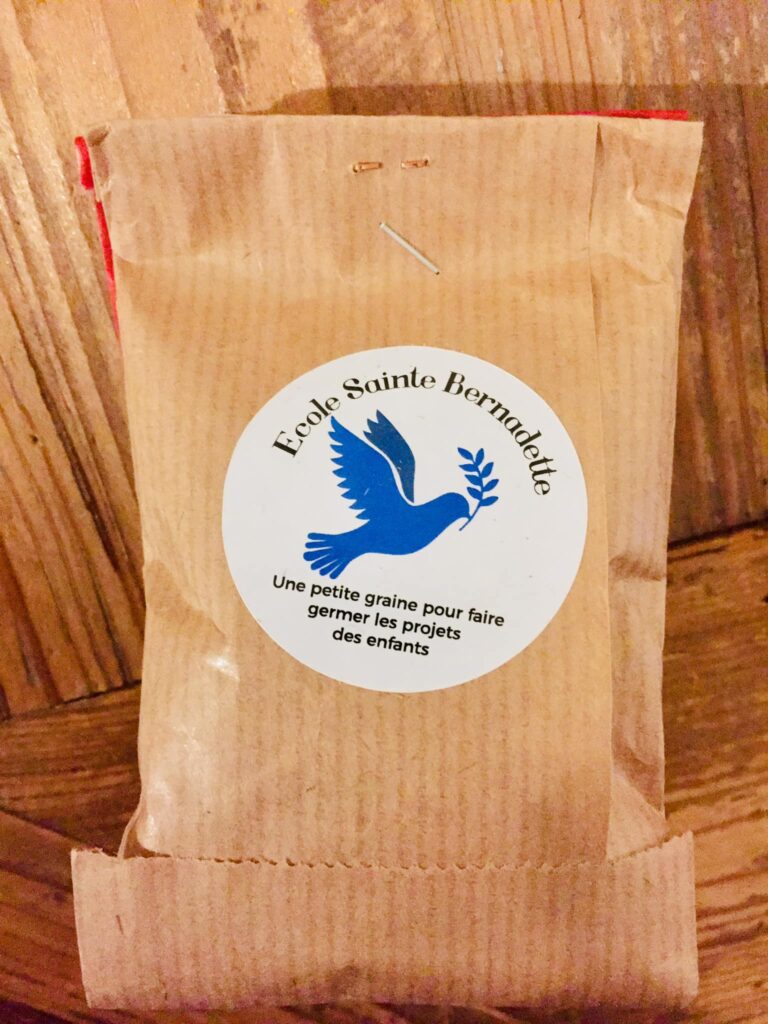 Ecole Sainte Bernadette
Une petite graine pour faire
germer les projets
des enfants